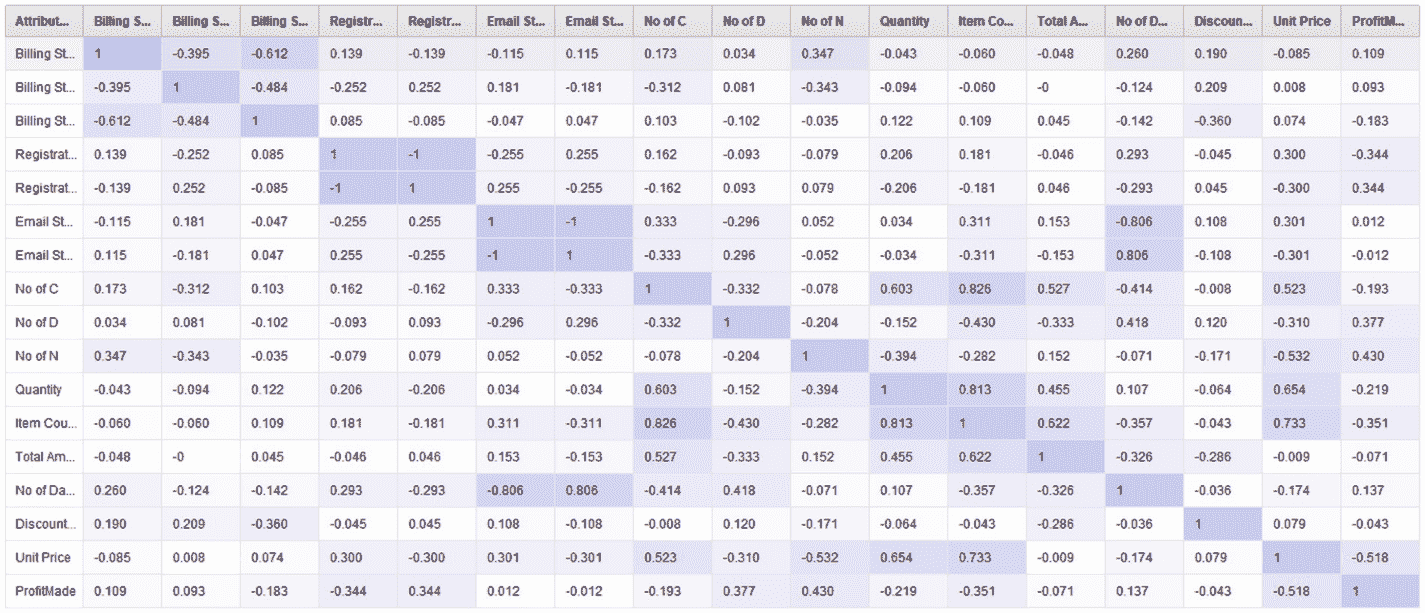 Attribut... Billing S... Billing S... Billing S... Registr... Registr... Email St... Email St... No of C No of D No of N Quantity Item Co... Total A... No of D... Discoun... Unit Price ProfitM...
Billing St... 1 -0.395 -0.612 0.139 -0.139 -0.115 0.115 0.173 0.034 0.347 -0.043 -0.060 -0.048 0.260 0.190 -0.085 0.109
Billing St... -0.395 1 -0.484 -0.252 0.252 0.181 -0.181 -0.312 0.081 -0.343 -0.094 -0.060 -0 -0.124 0.209 0.008 0.093
Billing St... -0.612 -0.484 1 0.085 -0.085 -0.047 0.047 0.103 -0.102 -0.035 0.122 0.109 0.045 -0.142 -0.360 0.074 -0.183
Registrat... 0.139 -0.252 0.085 1 -1 -0.255 0.255 0.162 -0.093 -0.079 0.206 0.181 -0.046 0.293 -0.045 0.300 -0.344
Registrat... -0.139 0.252 -0.085 -1 1 0.255 -0.255 -0.162 0.093 0.079 -0.206 -0.181 0.046 -0.293 0.045 -0.300 0.344
Email St... -0.115 0.181 -0.047 -0.255 0.255 1 -1 0.333 -0.296 0.052 0.034 0.311 0.153 -0.806 0.108 0.301 0.012
Email St... 0.115 -0.181 0.047 0.255 -0.255 -1 1 -0.333 0.296 -0.052 -0.034 -0.311 -0.153 0.806 -0.108 -0.301 -0.012
No of C 0.173 -0.312 0.103 0.162 -0.162 0.333 -0.333 1 -0.332 -0.078 0.603 0.826 0.527 -0.414 -0.008 0.523 -0.193
No of D 0.034 0.081 -0.102 -0.093 0.093 -0.296 0.296 -0.332 1 -0.204 -0.152 -0.430 -0.333 0.418 0.120 -0.310 0.377
No of N 0.347 -0.343 -0.035 -0.079 0.079 0.052 -0.052 -0.078 -0.204 1 -0.394 -0.282 0.152 -0.071 -0.171 -0.532 0.430
Quantity -0.043 -0.094 0.122 0.206 -0.206 0.034 -0.034 0.603 -0.152 -0.394 1 0.813 0.455 0.107 -0.064 0.654 -0.219
Item Cou... -0.060 -0.060 0.109 0.181 -0.181 0.311 -0.311 0.826 -0.430 -0.282 0.813 1 0.622 -0.357 -0.043 0.733 -0.351
Total Am... -0.048 -0 0.045 -0.046 0.046 0.153 -0.153 0.527 -0.333 0.152 0.455 0.622 1 -0.326 -0.286 -0.009 -0.071
No of Da... 0.260 -0.124 -0.142 0.293 -0.293 -0.806 0.806 -0.414 0.418 -0.071 0.107 -0.357 -0.326 1 -0.036 -0.174 0.137
Discount... 0.190 0.209 -0.360 -0.045 0.045 0.108 -0.108 -0.008 0.120 -0.171 -0.064 -0.043 -0.286 -0.036 1 0.079 -0.043
Unit Price -0.085 0.008 0.074 0.300 -0.300 0.301 -0.301 0.523 -0.310 -0.532 0.654 0.733 -0.009 -0.174 0.079 1 -0.518
ProfitMade 0.109 0.093 -0.183 -0.344 0.344 0.012 -0.012 -0.193 0.377 0.430 -0.219 -0.351 -0.071 0.137 -0.043 -0.518 1